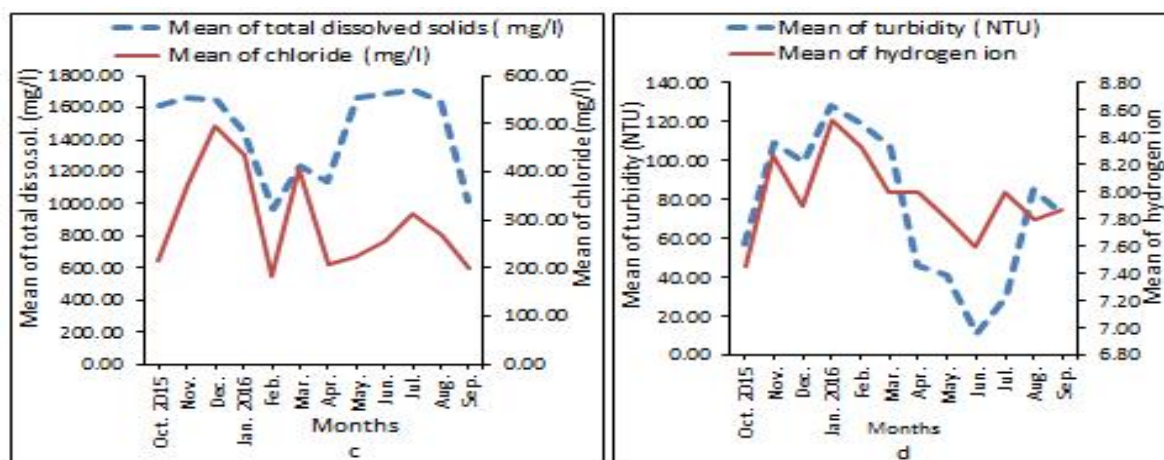 Mean of total dissolved solids ( mg/l)
Mean of chloride (mg/l)
1800.00
1600.00
1400.00
1200.00
1000.00
800.00
600.00
400.00
200.00
0.00
Mean of total disso.sol. (mg/l)
600.00
500.00
400.00
300.00
200.00
100.00
0.00
Mean of chloride (mg/l)
Oct. 2015
Nov.
Dec.
Jan. 2016
Feb.
Mar.
Apr.
May.
Jun.
Jul.
Aug.
Sep.
Months
c
Mean of turbidity ( NTU)
Mean of hydrogen ion
140.00
120.00
100.00
80.00
60.00
40.00
20.00
0.00
Mean of turbidity (NTU)
8.80
8.60
8.40
8.20
8.00
7.80
7.60
7.40
7.20
7.00
6.80
Mean of hydrogen ion
Oct. 2015
Nov.
Dec.
Jan. 2016
Feb.
Mar.
Apr.
May.
Jun.
Jul.
Aug.
Sep.
Months
d